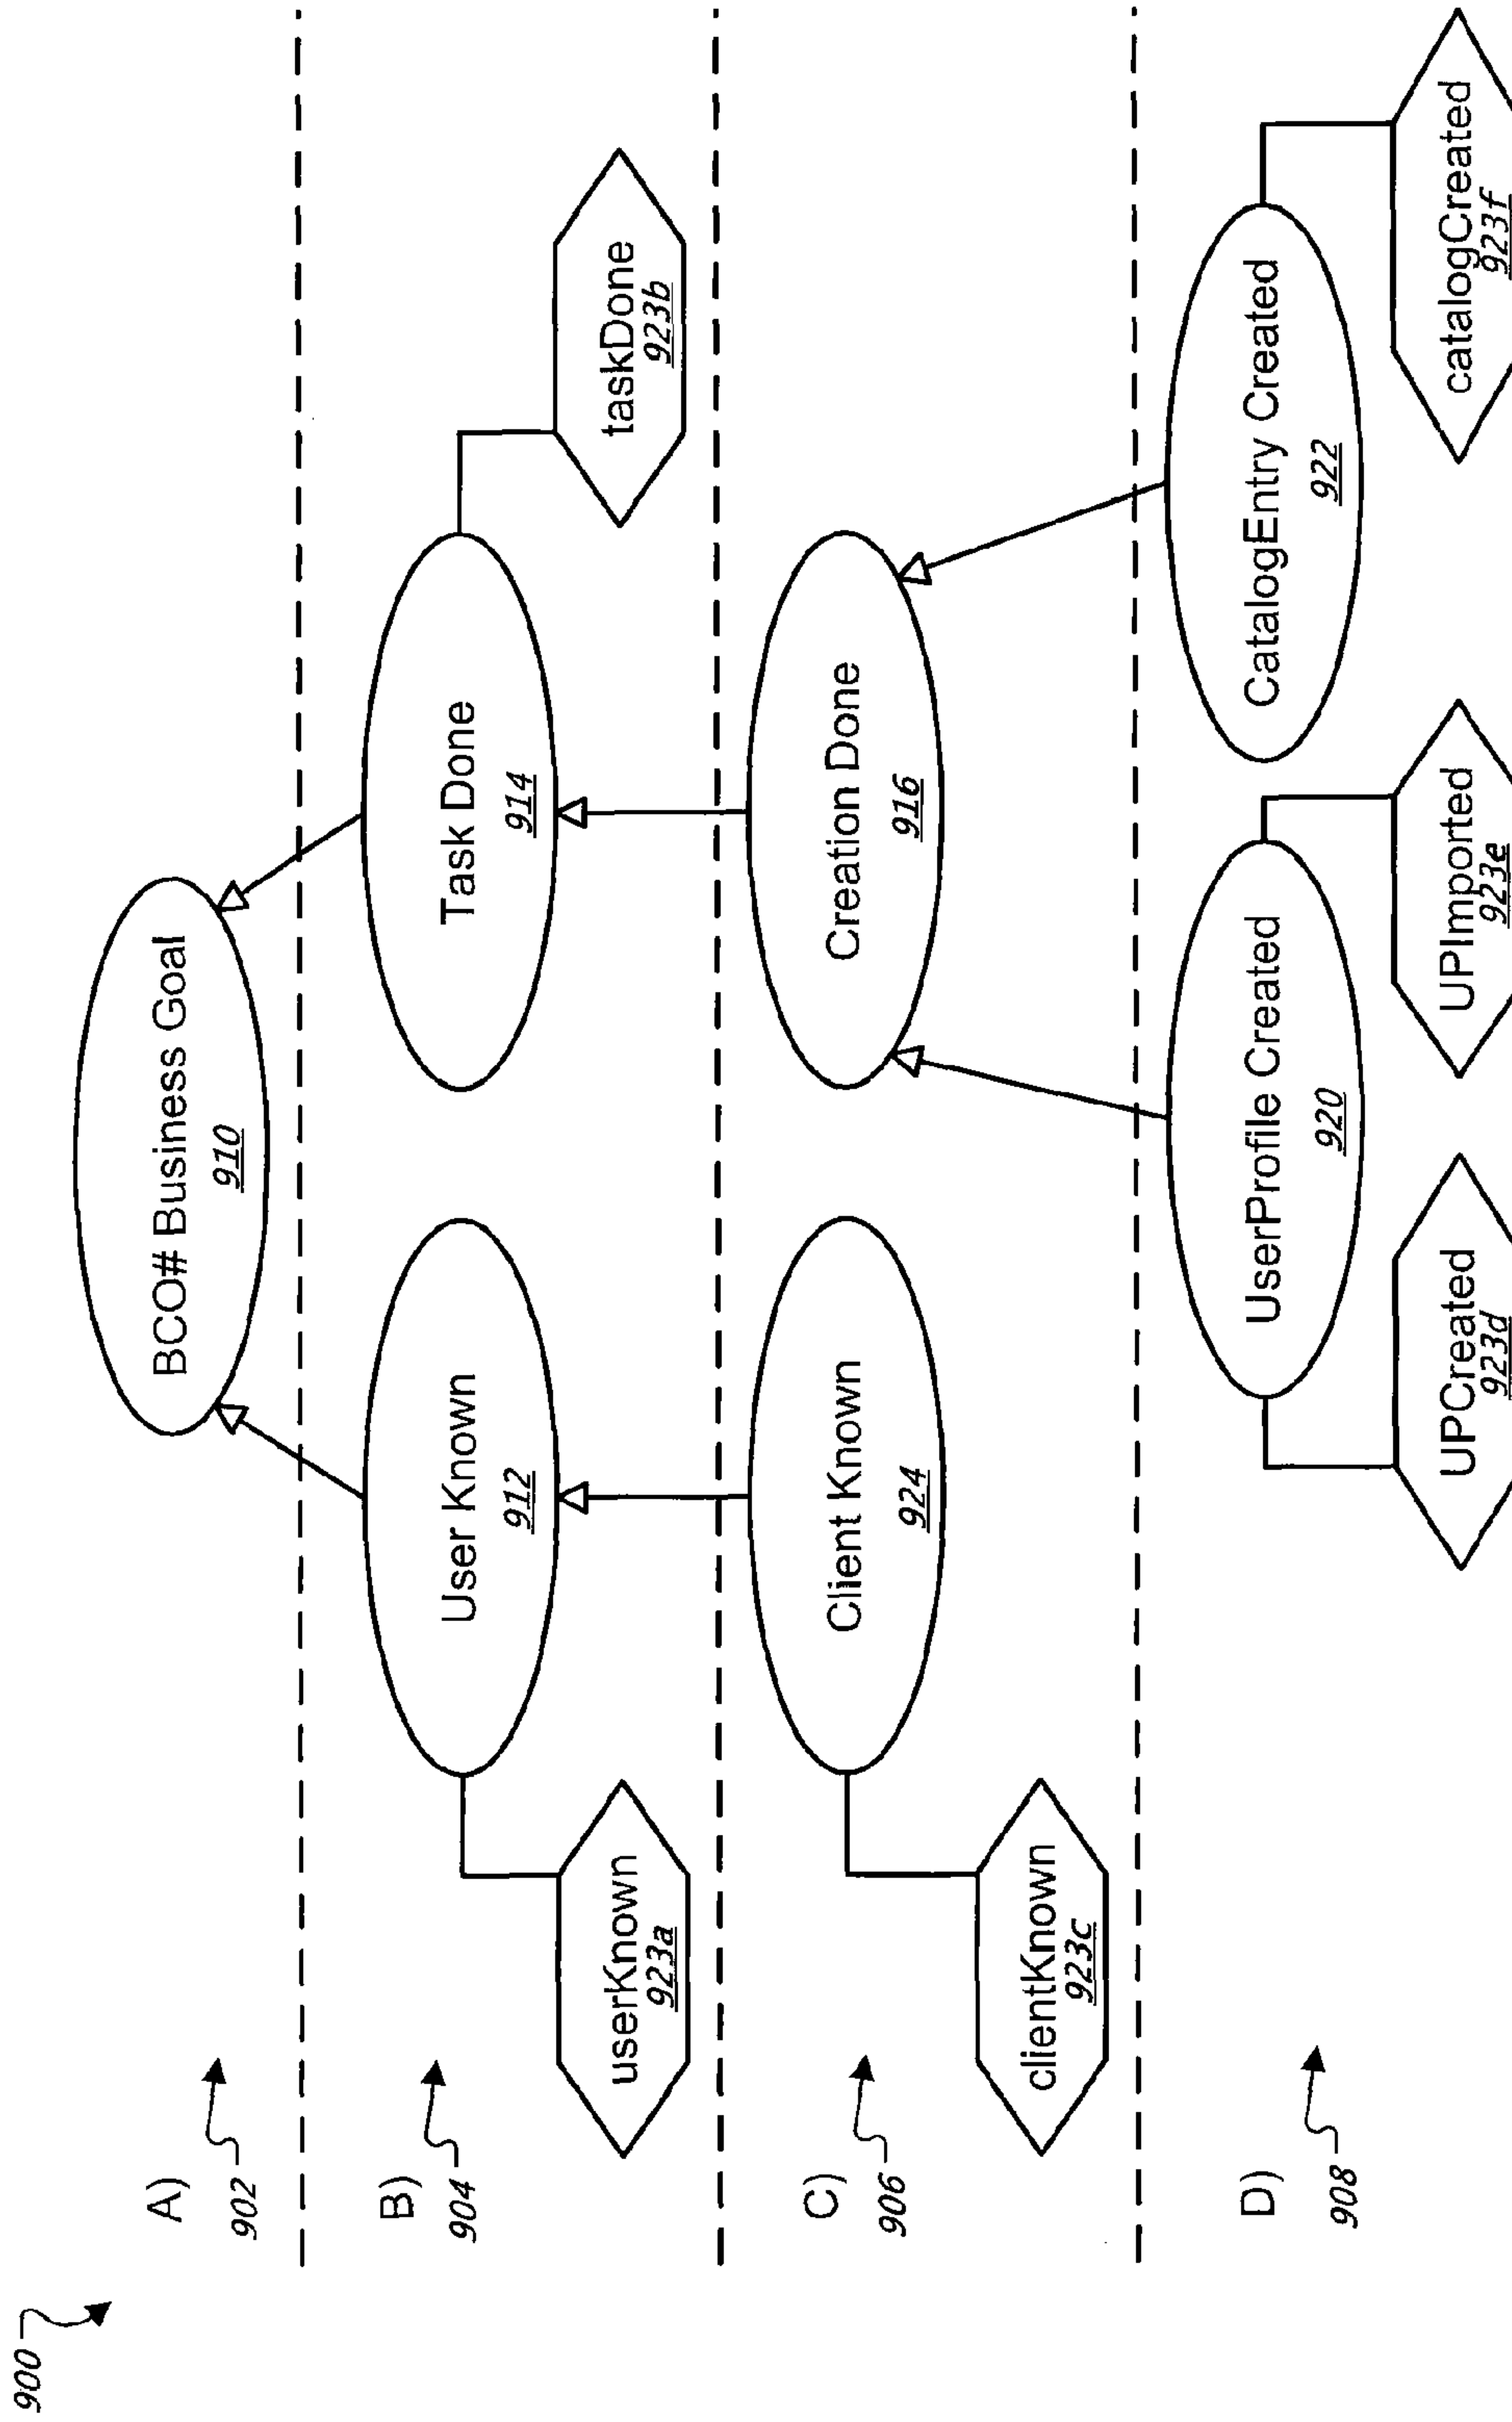 900
A)
902
BCO# Business Goal
910
B)
904
User Known
912
Task Done
914
userKnown
923a
taskDone
923b
C)
906
Client Known
924
Creation Done
916
clientKnown
923c
D)
908
UserProfile Created
920
CatalogEntry Created
922
UPCreated
923d
UPImported
923e
catalogCreated
923f